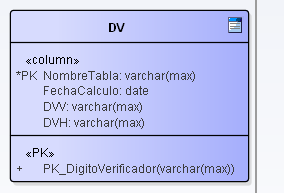 DV
«column»
*PK NombreTabla: varchar(max)
FechaCalculo: date
DVV: varchar(max)
DVH: varchar(max)
«PK»
+ PK_DigitoVerificador(varchar(max))